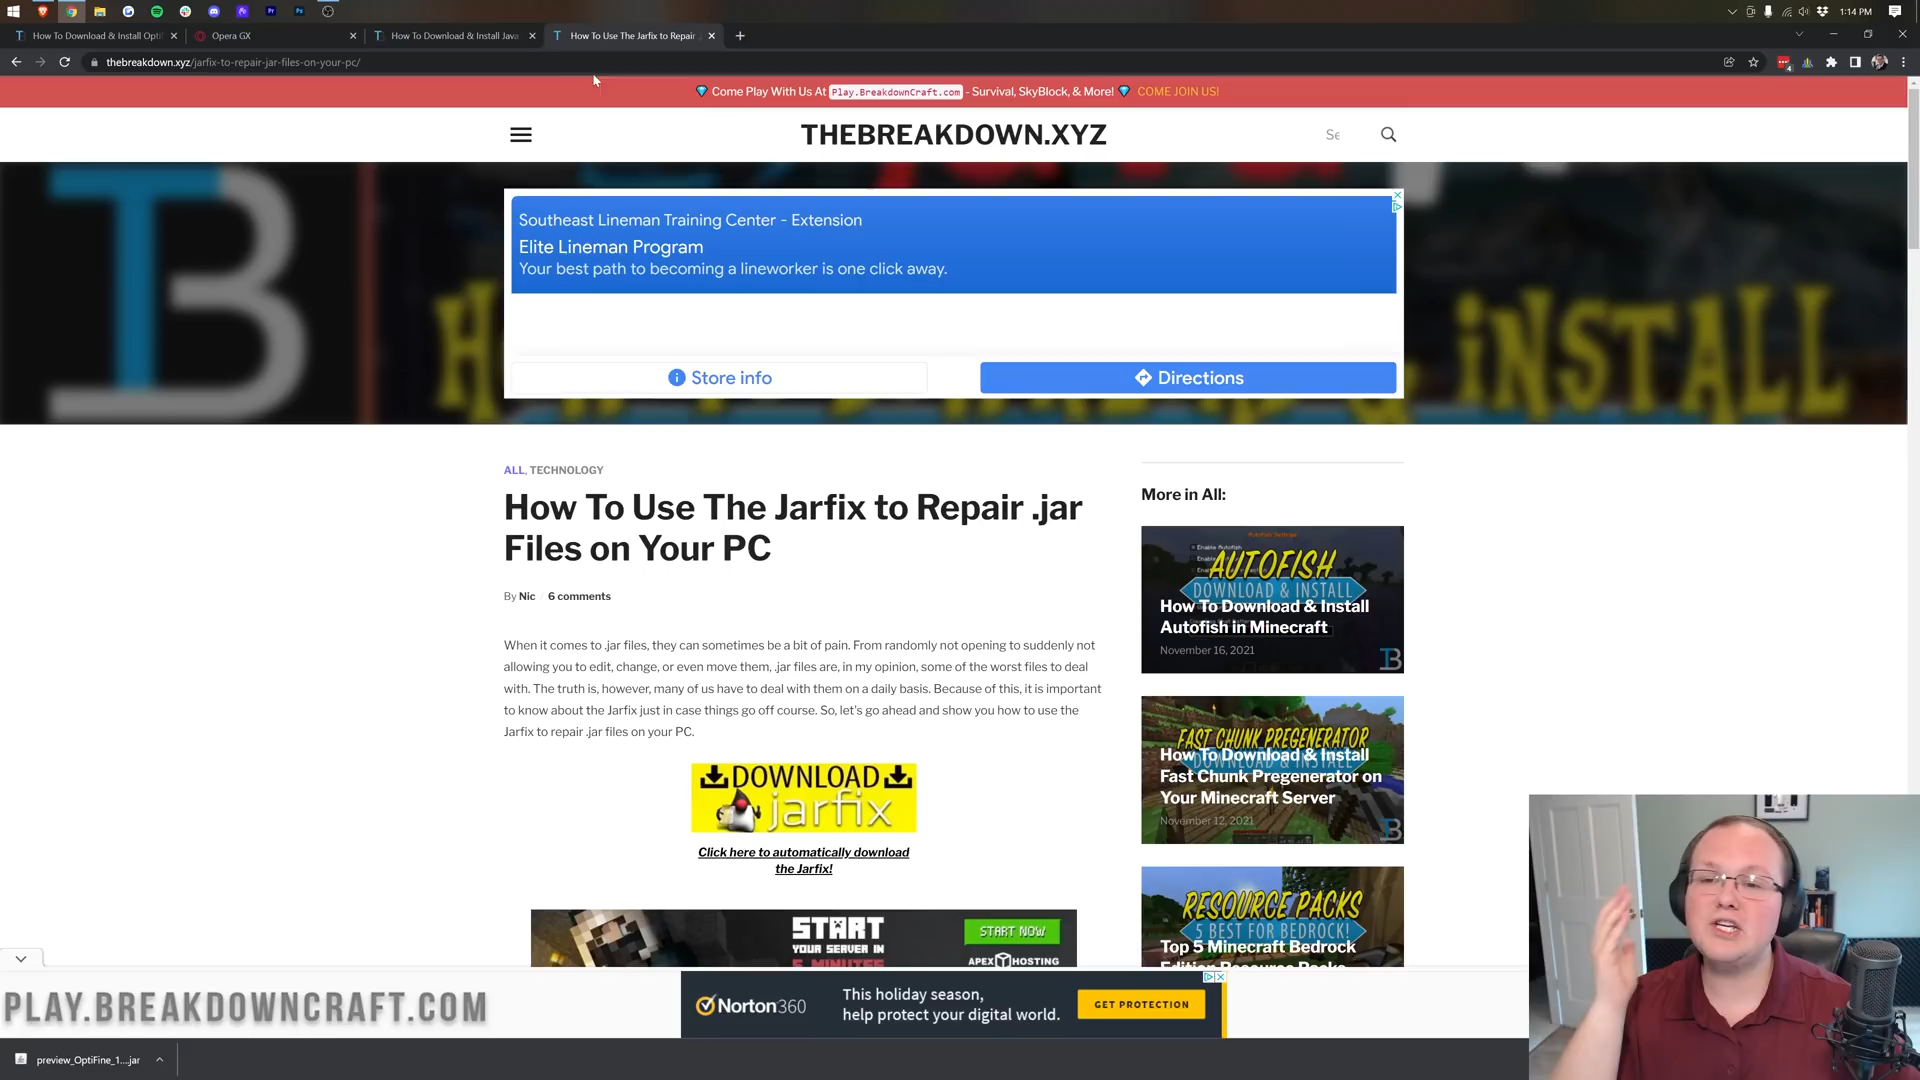 1:14 PM
How To Download & Install Opti
Opera GX
How To Download & Install Java
How To Use The Jarfix to Repair
thebreakdown.xyz/jarfix-to-repair-jar-files-on-your-pc/
Come Play With Us At Play.BreakdownCraft.com - Survival, SkyBlock, & More! COME JOIN US!
THEBREAKDOWN.XYZ
Se
Southeast Lineman Training Center - Extension
Elite Lineman Program
Your best path to becoming a lineworker is one click away.
Store info
Directions
iNSTALL
ALL, TECHNOLOGY
How To Use The Jarfix to Repair .jar
Files on Your PC
By Nic / 6 comments
When it comes to .jar files, they can sometimes be a bit of pain. From randomly not opening to suddenly not
allowing you to edit, change, or even move them, .jar files are, in my opinion, some of the worst files to deal
with. The truth is, however, many of us have to deal with them on a daily basis. Because of this, it is important
to know about the Jarfix just in case things go off course. So, let's go ahead and show you how to use the
Jarfix to repair .jar files on your PC.
DOWNLOAD
jarfix
Click here to automatically download
the Jarfix!
START
YOUR SERVER IN
5 MINUTES
START NOW
APEX HOSTING
More in All:
AUTOFISH
DOWNLOAD & INSTALL
How To Download & Install
Autofish in Minecraft
November 16, 2021
FAST CHUNK PREGENERATOR
How To Download & Install
Fast Chunk Pregenerator on
Your Minecraft Server
November 12, 2021
RESOURCE PACKS
5 BEST FOR BEDROCK!
Top 5 Minecraft Bedrock
Edition Resource Packs
PLAY.BREAKDOWNCRAFT.COM
Norton360
This holiday season,
help protect your digital world.
GET PROTECTION
preview_OptiFine_1....jar